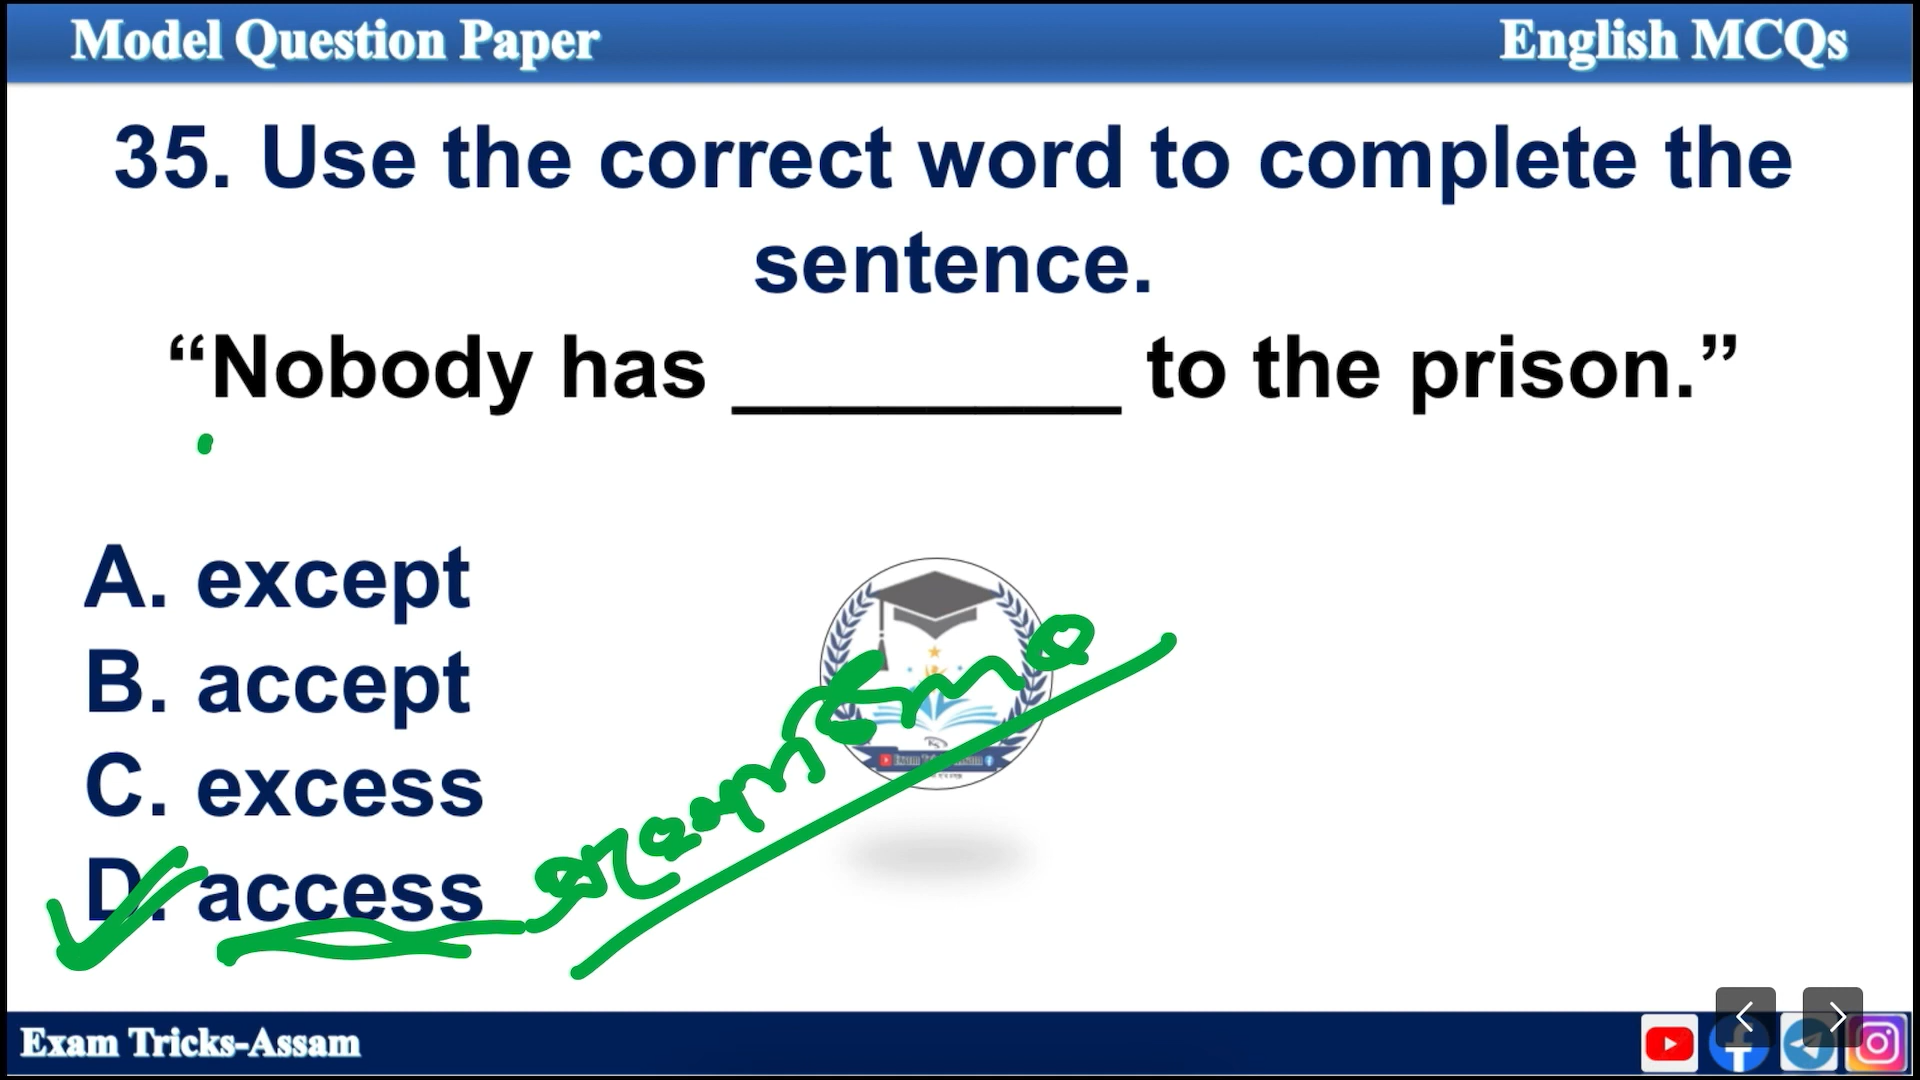 Model Question Paper
English MCQs
35. Use the correct word to complete the
sentence.
“Nobody has ________ to the prison.”
A. except
B. accept
C. excess
D. access
Exam Tricks-Assam